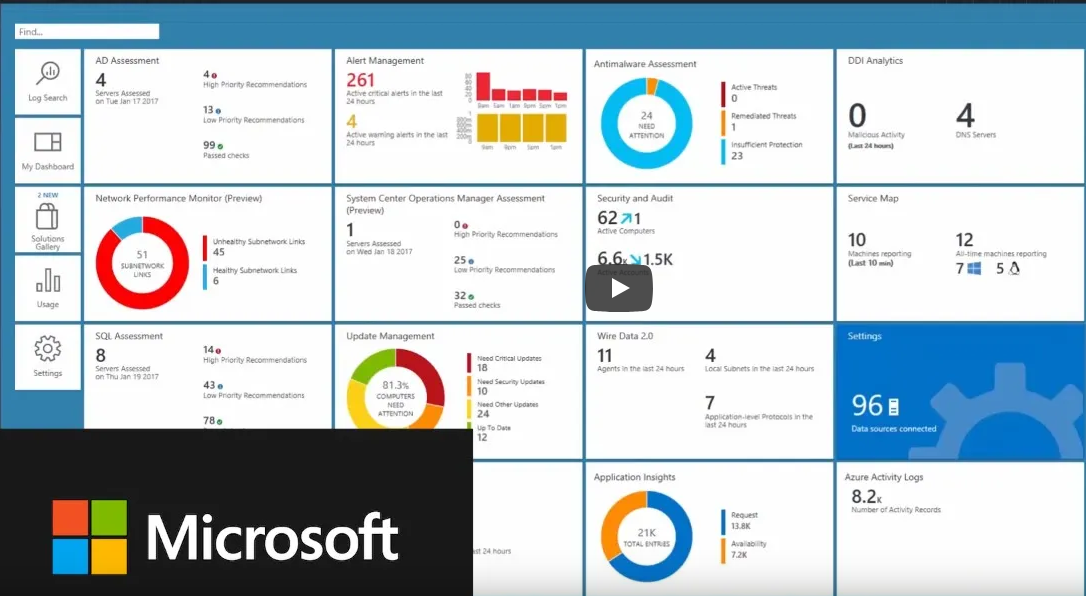 Find...
Log Search
My Dashboard
2 NEW
Solutions
Gallery
Usage
Settings
AD Assessment
4
Servers Assessed
on Tue Jan 17 2017
4
High Priority Recommendations
13
Low Priority Recommendations
99
Passed checks
Alert Management
261
Active critical alerts in the last
24 hours
4
Active warning alerts in the last
24 hours
80
60
40
20
0
9am 5am 1am 9pm 5pm 1pm
1
800m
600m
400m
200m
0
9am 9pm 5pm 1pm
Antimalware Assessment
24
NEED
ATTENTION
Active Threats
0
Remediated Threats
1
Insufficient Protection
23
DDI Analytics
0
Malicious Activity
(Last 24 hours)
4
DNS Servers
Network Performance Monitor (Preview)
51
SUBNETWORK
LINKS
Unhealthy Subnetwork Links
45
Healthy Subnetwork Links
6
System Center Operations Manager Assessment
(Preview)
1
Servers Assessed
on Wed Jan 18 2017
0
High Priority Recommendations
25
Low Priority Recommendations
32
Passed checks
Security and Audit
62 1
Active Computers
6.6K 1.5K
Active Accounts
Service Map
10
Machines reporting
(Last 10 min)
12
All-time machines reporting
7 5
SQL Assessment
8
Servers Assessed
on Thu Jan 19 2017
14
High Priority Recommendations
43
Low Priority Recommendations
78
Update Management
81.3%
COMPUTERS
NEED
ATTENTION
Need Critical Updates
18
Need Security Updates
10
Need Other Updates
24
Up To Date
12
Wire Data 2.0
11
Agents in the last 24 hours
4
Local Subnets in the last 24 hours
7
Application-level Protocols in the
last 24 hours
Settings
96
Data sources connected
Microsoft
st 24 hours
Application Insights
21K
TOTAL ENTRIES
Request
13.8K
Availability
7.2K
Azure Activity Logs
8.2K
Number of Activity Records